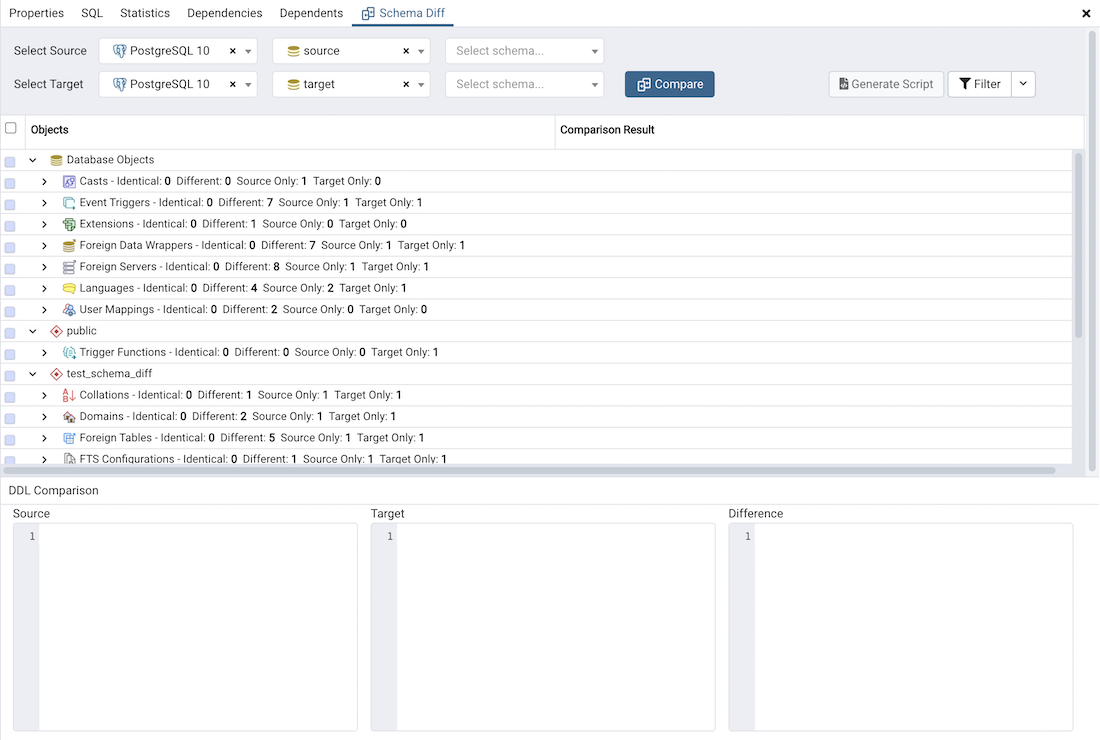 Properties SQL Statistics Dependencies Dependents Schema Diff
Select Source PostgreSQL 10 source Select schema...
Select Target PostgreSQL 10 target Select schema... Compare Generate Script Filter
Objects Comparison Result
Database Objects
Casts - Identical: 0 Different: 0 Source Only: 1 Target Only: 0
Event Triggers - Identical: 0 Different: 7 Source Only: 1 Target Only: 1
Extensions - Identical: 0 Different: 1 Source Only: 0 Target Only: 0
Foreign Data Wrappers - Identical: 0 Different: 7 Source Only: 1 Target Only: 1
Foreign Servers - Identical: 0 Different: 8 Source Only: 1 Target Only: 1
Languages - Identical: 0 Different: 4 Source Only: 2 Target Only: 1
User Mappings - Identical: 0 Different: 2 Source Only: 0 Target Only: 0
public
Trigger Functions - Identical: 0 Different: 0 Source Only: 0 Target Only: 1
test_schema_diff
Collations - Identical: 0 Different: 1 Source Only: 1 Target Only: 1
Domains - Identical: 0 Different: 2 Source Only: 1 Target Only: 1
Foreign Tables - Identical: 0 Different: 5 Source Only: 1 Target Only: 1
FTS Configurations - Identical: 0 Different: 1 Source Only: 1 Target Only: 1
DDL Comparison
Source Target Difference
1 1 1